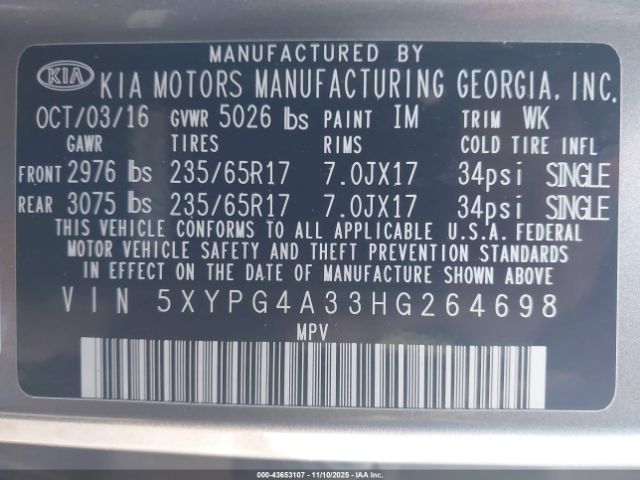 MANUFACTURED BY
KIA KIA MOTORS MANUFACTURING GEORGIA, INC.
OCT/03/16 GVWR 5026 lbs PAINT IM TRIM WK
GAWR TIRES RIMS COLD TIRE INFL
FRONT 2976 lbs 235/65R17 7.0JX17 34psi SINGLE
REAR 3075 lbs 235/65R17 7.0JX17 34psi SINGLE
THIS VEHICLE CONFORMS TO ALL APPLICABLE U.S.A. FEDERAL
MOTOR VEHICLE SAFETY AND THEFT PREVENTION STANDARDS
IN EFFECT ON THE DATE OF MANUFACTURE SHOWN ABOVE
VIN 5XYPG4A33HG264698
MPV
000-43653107 - 11/10/2025 - IAAI.COM